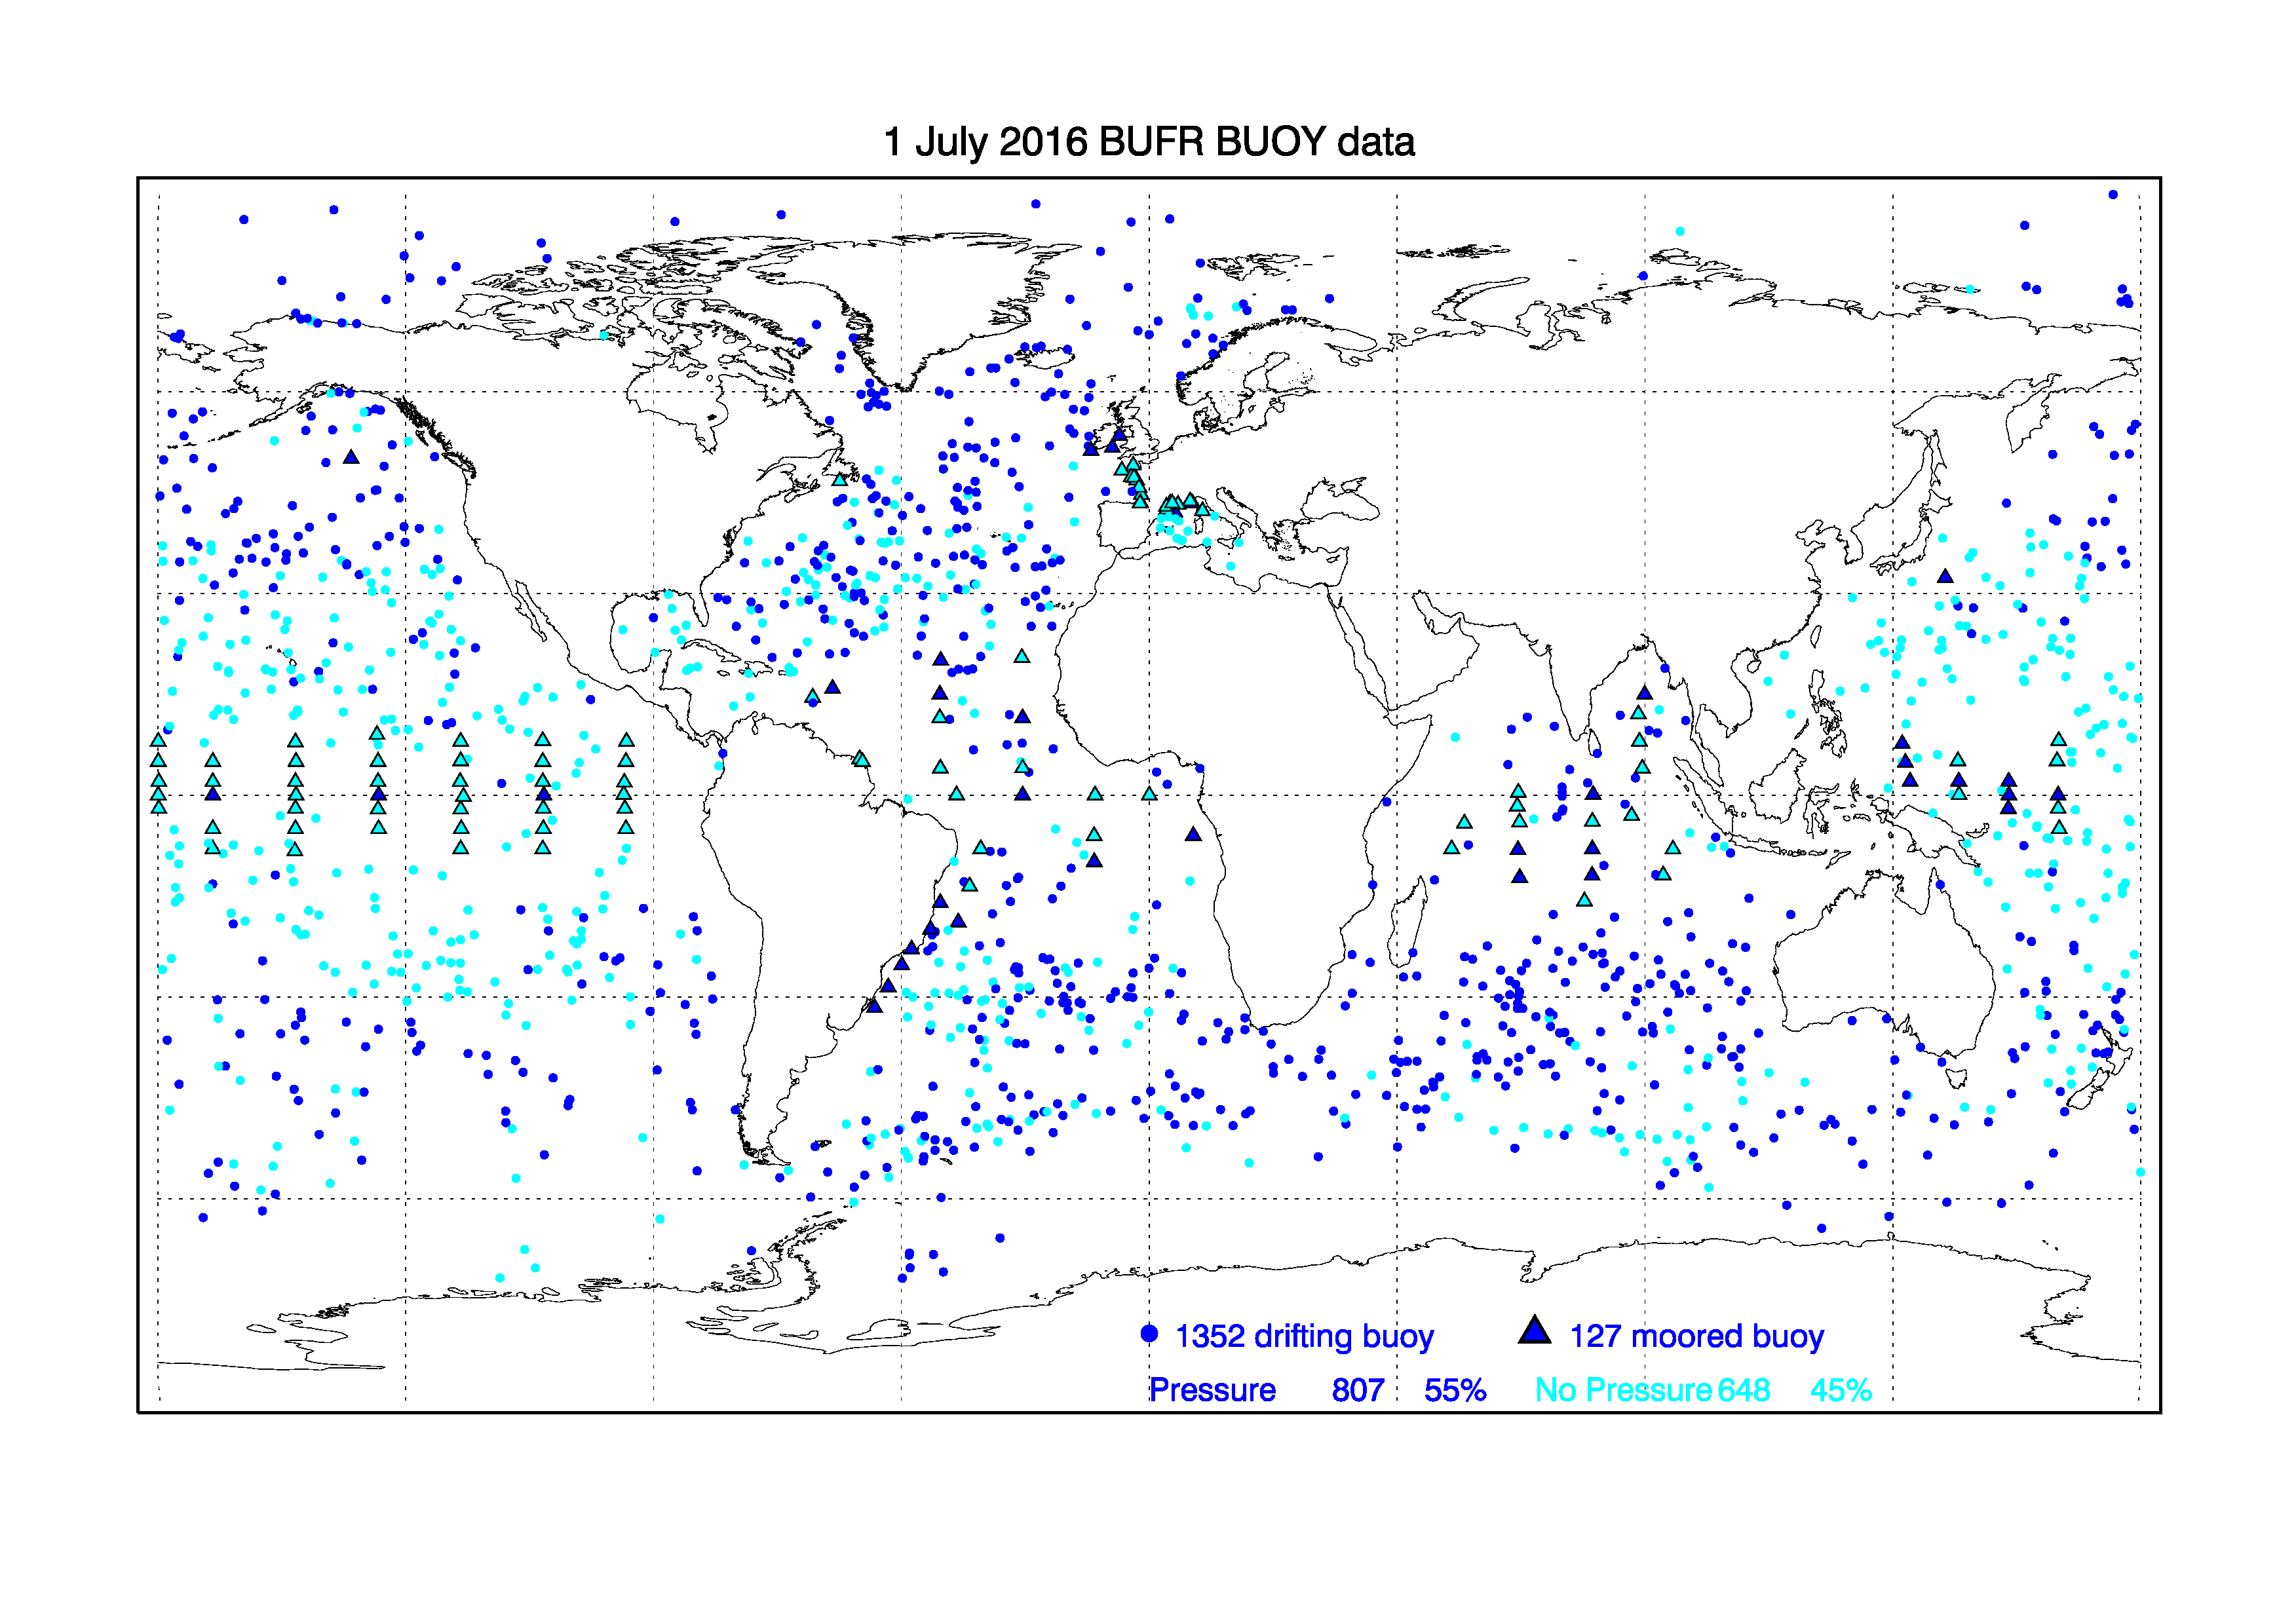 1 July 2016 BUFR BUOY data
1352 drifting buoy 127 moored buoy
Pressure 807 55% No Pressure 648 45%